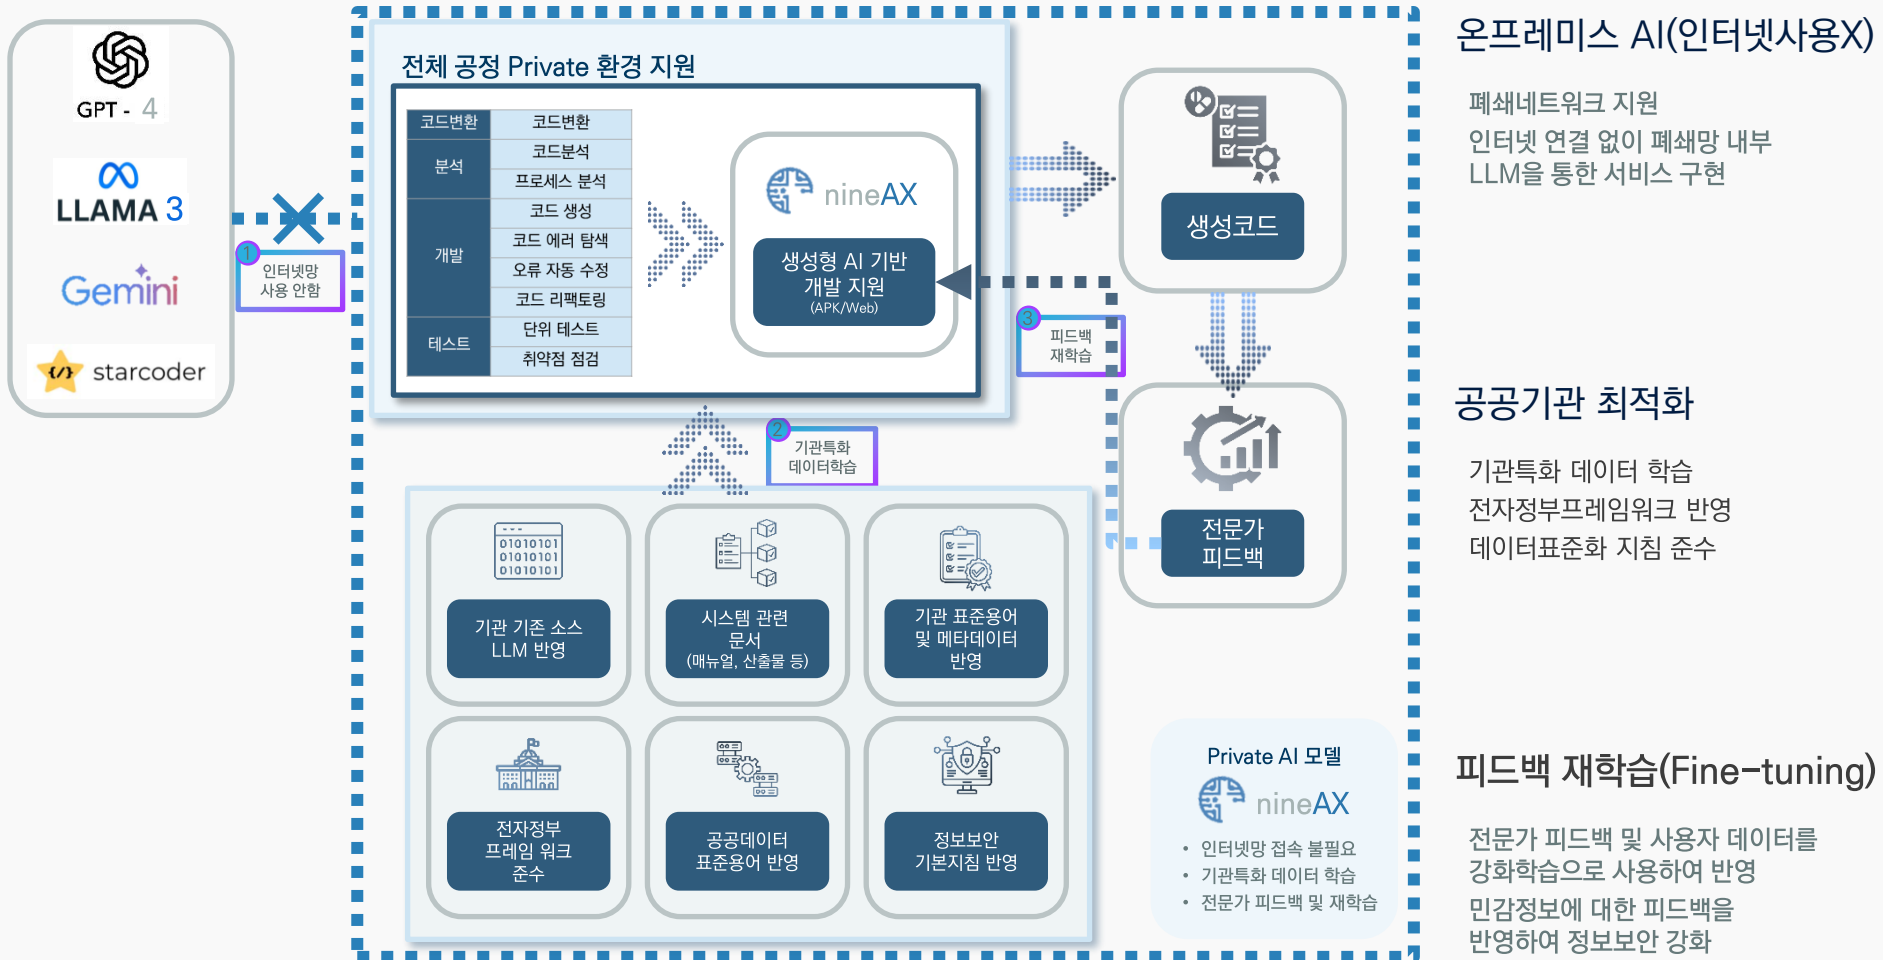 GPT - 4
LLAMA 3
Gemini
starcoder
1
인터넷망
사용 안함
전체 공정 Private 환경 지원
코드변환
코드변환
분석
코드분석
프로세스 분석
개발
코드 생성
코드 에러 탐색
오류 자동 수정
코드 리팩토링
테스트
단위 테스트
취약점 점검
nineAX
생성형 AI 기반
개발 지원
(APK/Web)
생성코드
3
피드백
재학습
전문가
피드백
2
기관특화
데이터학습
01010101
01010101
01010101
기관 기존 소스
LLM 반영
시스템 관련
문서
(매뉴얼, 산출물 등)
기관 표준용어
및 메타데이터
반영
전자정부
프레임 워크
준수
공공데이터
표준용어 반영
정보보안
기본지침 반영
Private AI 모델
nineAX
• 인터넷망 접속 불필요
• 기관특화 데이터 학습
• 전문가 피드백 및 재학습
온프레미스 AI(인터넷사용X)
폐쇄네트워크 지원
인터넷 연결 없이 폐쇄망 내부
LLM을 통한 서비스 구현
공공기관 최적화
기관특화 데이터 학습
전자정부프레임워크 반영
데이터표준화 지침 준수
피드백 재학습(Fine-tuning)
전문가 피드백 및 사용자 데이터를
강화학습으로 사용하여 반영
민감정보에 대한 피드백을
반영하여 정보보안 강화